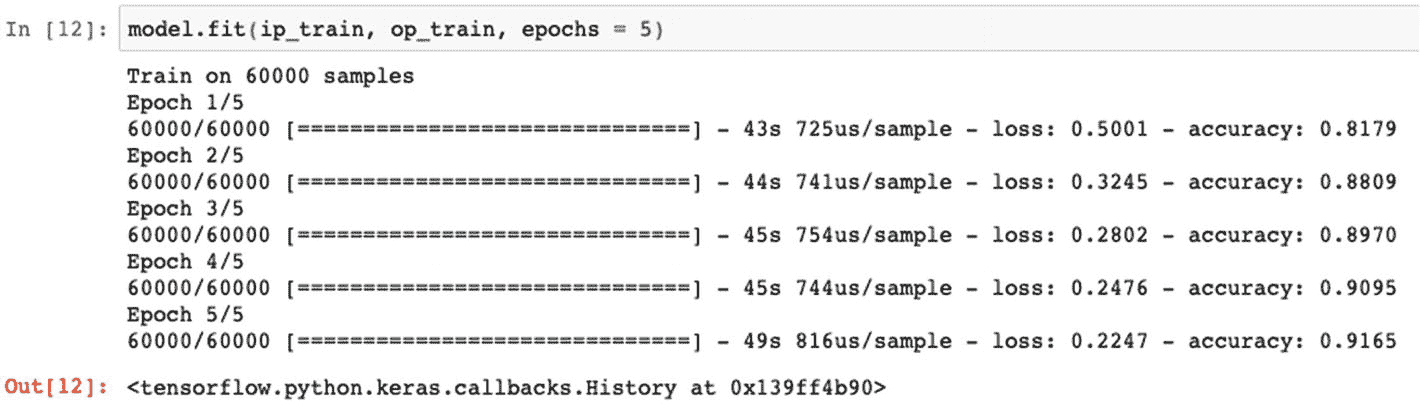 In [12]: model.fit(ip_train, op_train, epochs = 5)
Train on 60000 samples
Epoch 1/5
60000/60000 [==============================] - 43s 725us/sample - loss: 0.5001 - accuracy: 0.8179
Epoch 2/5
60000/60000 [==============================] - 44s 741us/sample - loss: 0.3245 - accuracy: 0.8809
Epoch 3/5
60000/60000 [==============================] - 45s 754us/sample - loss: 0.2802 - accuracy: 0.8970
Epoch 4/5
60000/60000 [==============================] - 45s 744us/sample - loss: 0.2476 - accuracy: 0.9095
Epoch 5/5
60000/60000 [==============================] - 49s 816us/sample - loss: 0.2247 - accuracy: 0.9165
Out[12]: <tensorflow.python.keras.callbacks.History at 0x139ff4b90>